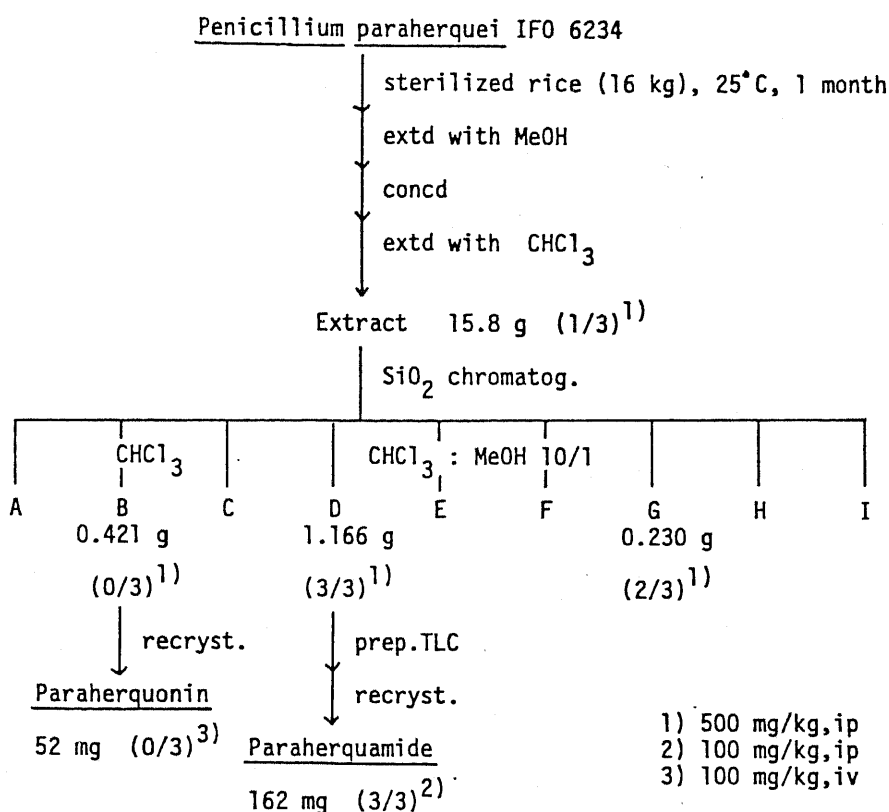 Penicillium paraherquei IFO 6234
sterilized rice (16 kg), 25°C, 1 month
extd with MeOH
concd
extd with CHCl3
Extract 15.8 g (1/3)1)
SiO2 chromatog.
CHCl3 CHCl3 : MeOH 10/1
A B C D E F G H I
0.421 g 1.166 g 0.230 g
(0/3)1) (3/3)1) (2/3)1)
recryst. prep.TLC
recryst.
Paraherquonin
52 mg (0/3)3)
Paraherquamide
162 mg (3/3)2)
1) 500 mg/kg,ip
2) 100 mg/kg,ip
3) 100 mg/kg,iv